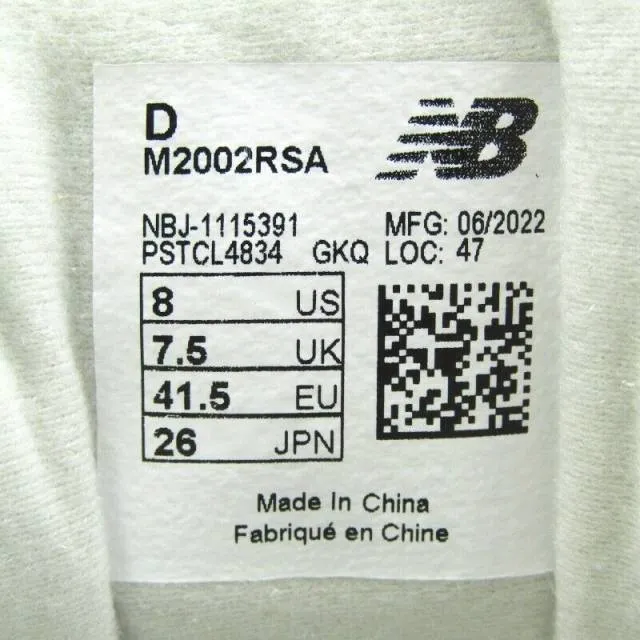 D
NB
M2002RSA
NBJ-1115391 MFG: 06/2022
PSTCL4834 GKQ LOC: 47
8 US
7.5 UK
41.5 EU
26 JPN
Made In China
Fabriqué en Chine